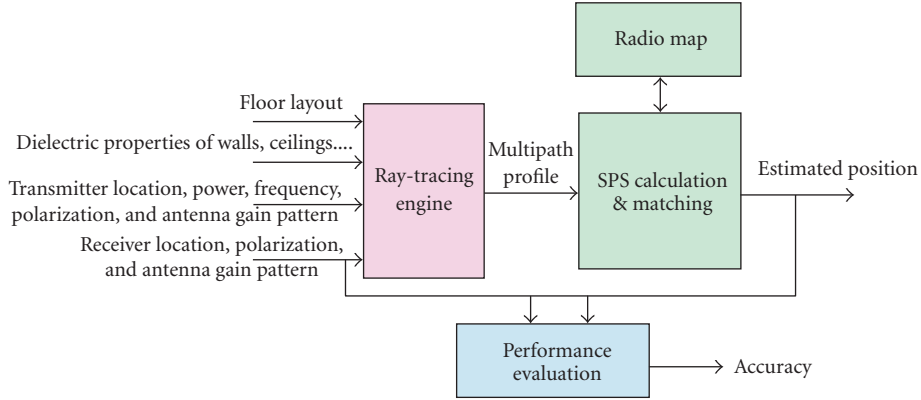 Radio map
Floor layout
Dielectric properties of walls, ceilings....
Transmitter location, power, frequency,
polarization, and antenna gain pattern
Receiver location, polarization,
and antenna gain pattern
Ray-tracing
engine
Multipath
profile
SPS calculation
& matching
Estimated position
Performance
evaluation
Accuracy